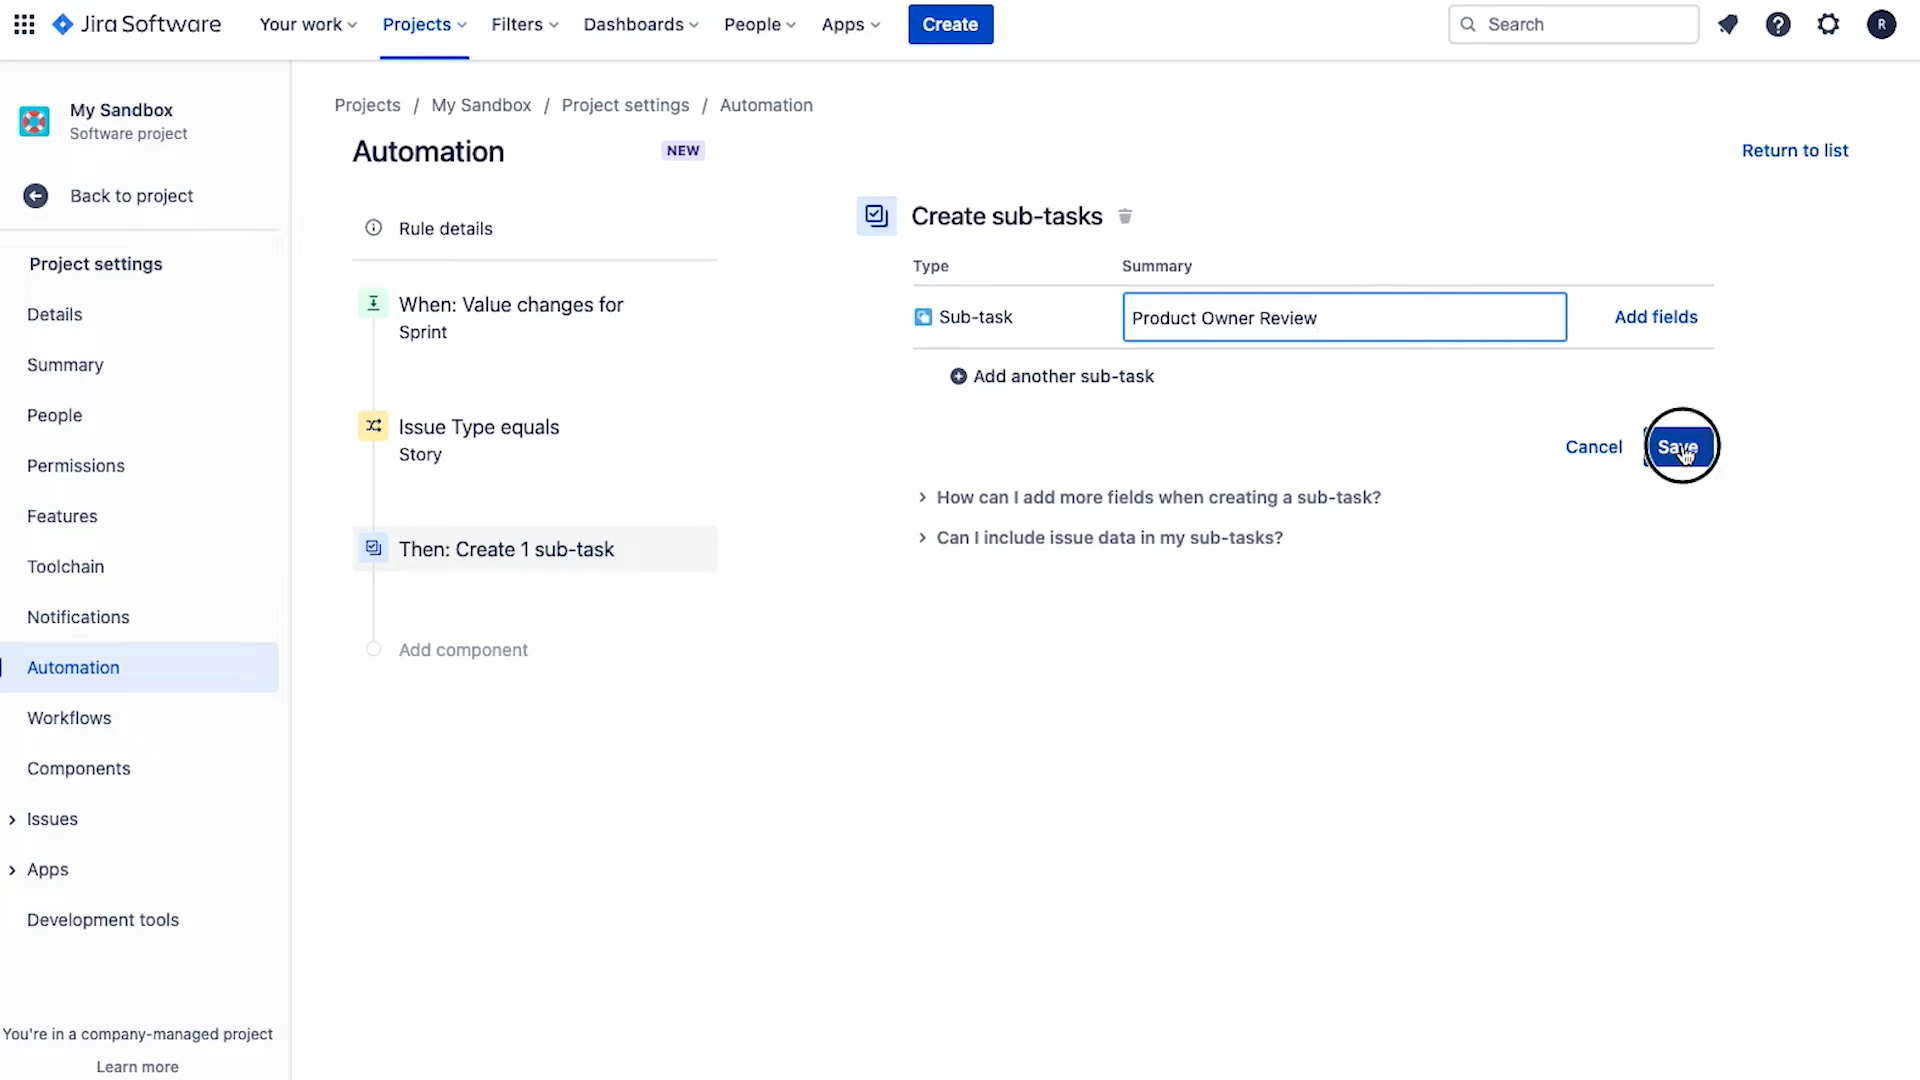 Jira Software Your work Projects Filters Dashboards People Apps Create Search R
My Sandbox
Software project
Back to project
Project settings
Details
Summary
People
Permissions
Features
Toolchain
Notifications
Automation
Workflows
Components
Issues
Apps
Development tools
You're in a company-managed project
Learn more
Projects / My Sandbox / Project settings / Automation
Automation NEW
Return to list
Rule details
When: Value changes for
Sprint
Issue Type equals
Story
Then: Create 1 sub-task
Add component
Create sub-tasks
Type Summary
Sub-task Product Owner Review Add fields
Add another sub-task
Cancel Save
How can I add more fields when creating a sub-task?
Can I include issue data in my sub-tasks?